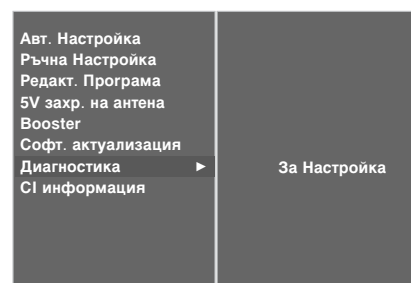 Авт. Настройка
Ръчна Настройка
Редакт. Програма
5V захр. на антена
Booster
Софт. актуализация
Диагностика ►
За Настройка
CI информация